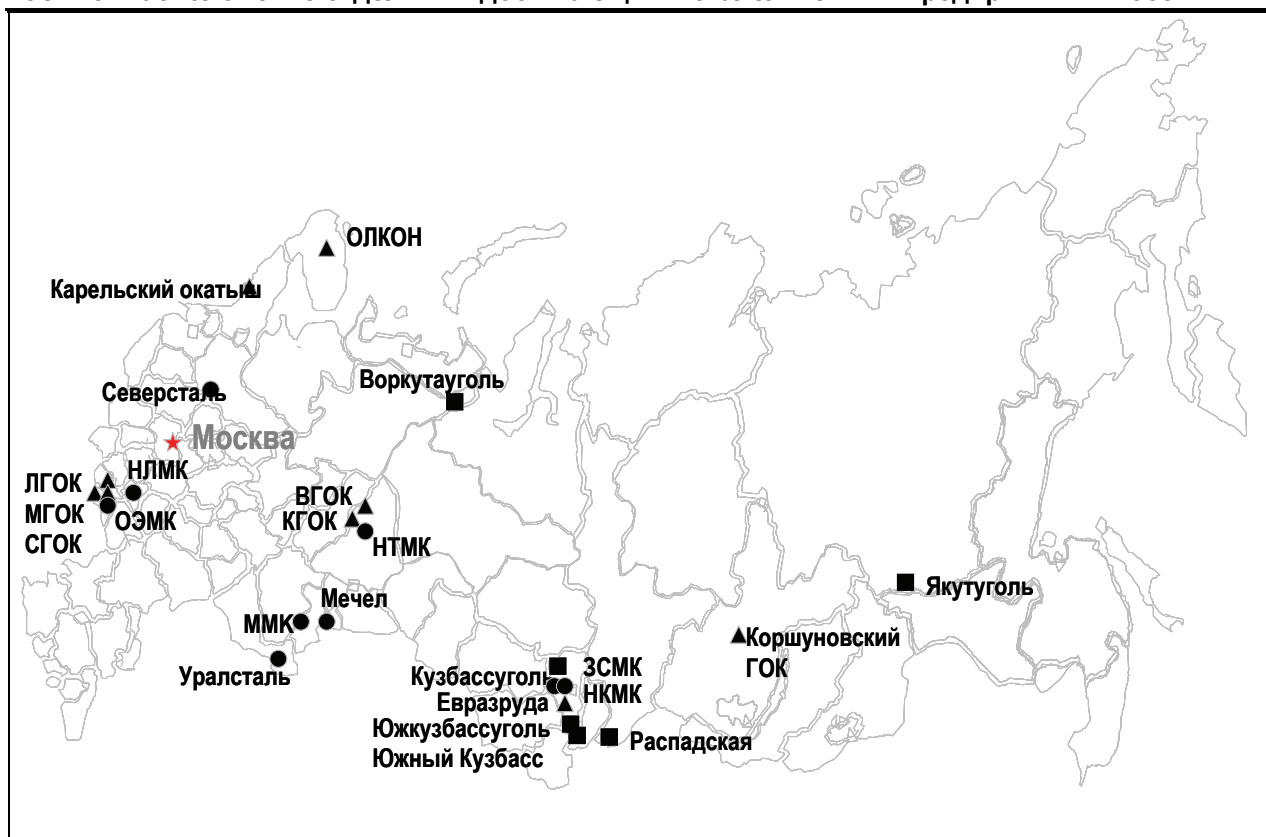 ОЛКОН
Карельский окатыш
Воркутауголь
Северсталь
Москва
НЛМК
ЛГОК
МГОК
СГОК
ОЭМК
ВГОК
КГОК
НТМК
Якутуголь
Мечел
ММК
Коршуновский
ГОК
Уралсталь
Кузбассуголь
ЗСМК
НКМК
Евразруда
Южкузбассуголь
Южный Кузбасс
Распадская